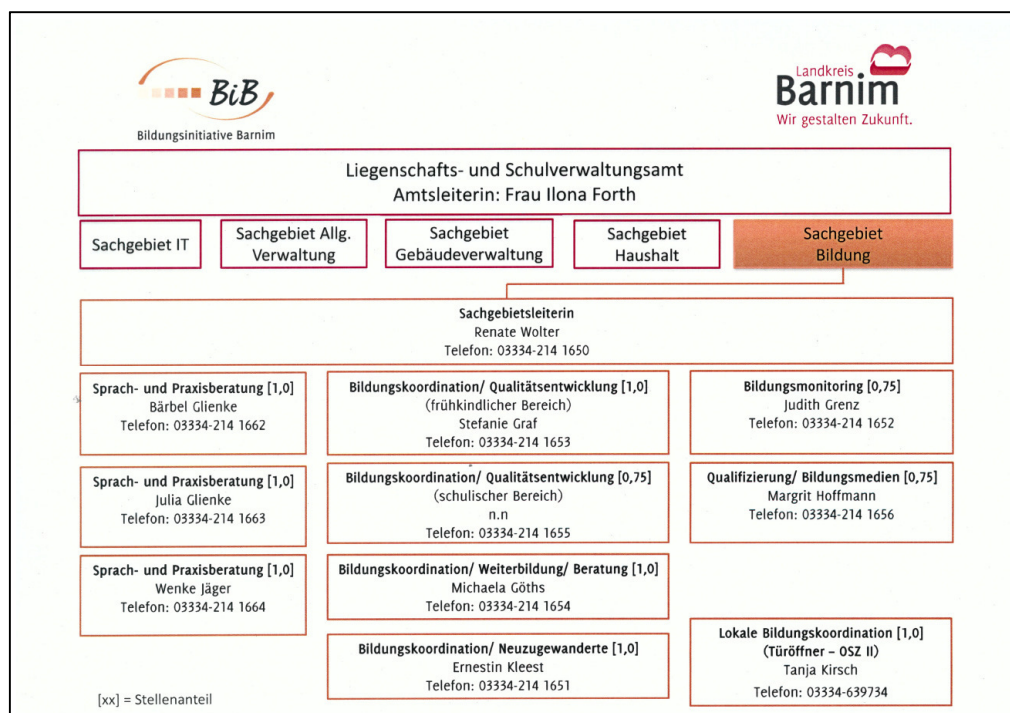 BiB
Bildungsinitiative Barnim
Landkreis
Barnim
Wir gestalten Zukunft.
Liegenschafts- und Schulverwaltungsamt
Amtsleiterin: Frau Ilona Forth
Sachgebiet IT
Sachgebiet Allg.
Verwaltung
Sachgebiet
Gebäudeverwaltung
Sachgebiet
Haushalt
Sachgebiet
Bildung
Sachgebietsleiterin
Renate Wolter
Telefon: 03334-214 1650
Sprach- und Praxisberatung [1,0]
Bärbel Glienke
Telefon: 03334-214 1662
Bildungskoordination/ Qualitätsentwicklung [1,0]
(frühkindlicher Bereich)
Stefanie Graf
Telefon: 03334-214 1653
Bildungsmonitoring [0,75]
Judith Grenz
Telefon: 03334-214 1652
Sprach- und Praxisberatung [1,0]
Julia Glienke
Telefon: 03334-214 1663
Bildungskoordination/ Qualitätsentwicklung [0,75]
(schulischer Bereich)
n.n
Telefon: 03334-214 1655
Qualifizierung/ Bildungsmedien [0,75]
Margrit Hoffmann
Telefon: 03334-214 1656
Sprach- und Praxisberatung [1,0]
Wenke Jäger
Telefon: 03334-214 1664
Bildungskoordination/ Weiterbildung/ Beratung [1,0]
Michaela Göths
Telefon: 03334-214 1654
Bildungskoordination/ Neuzugewanderte [1,0]
Ernestin Kleest
Telefon: 03334-214 1651
Lokale Bildungskoordination [1,0]
(Türöffner – OSZ II)
Tanja Kirsch
Telefon: 03334-639734
[xx] = Stellenanteil